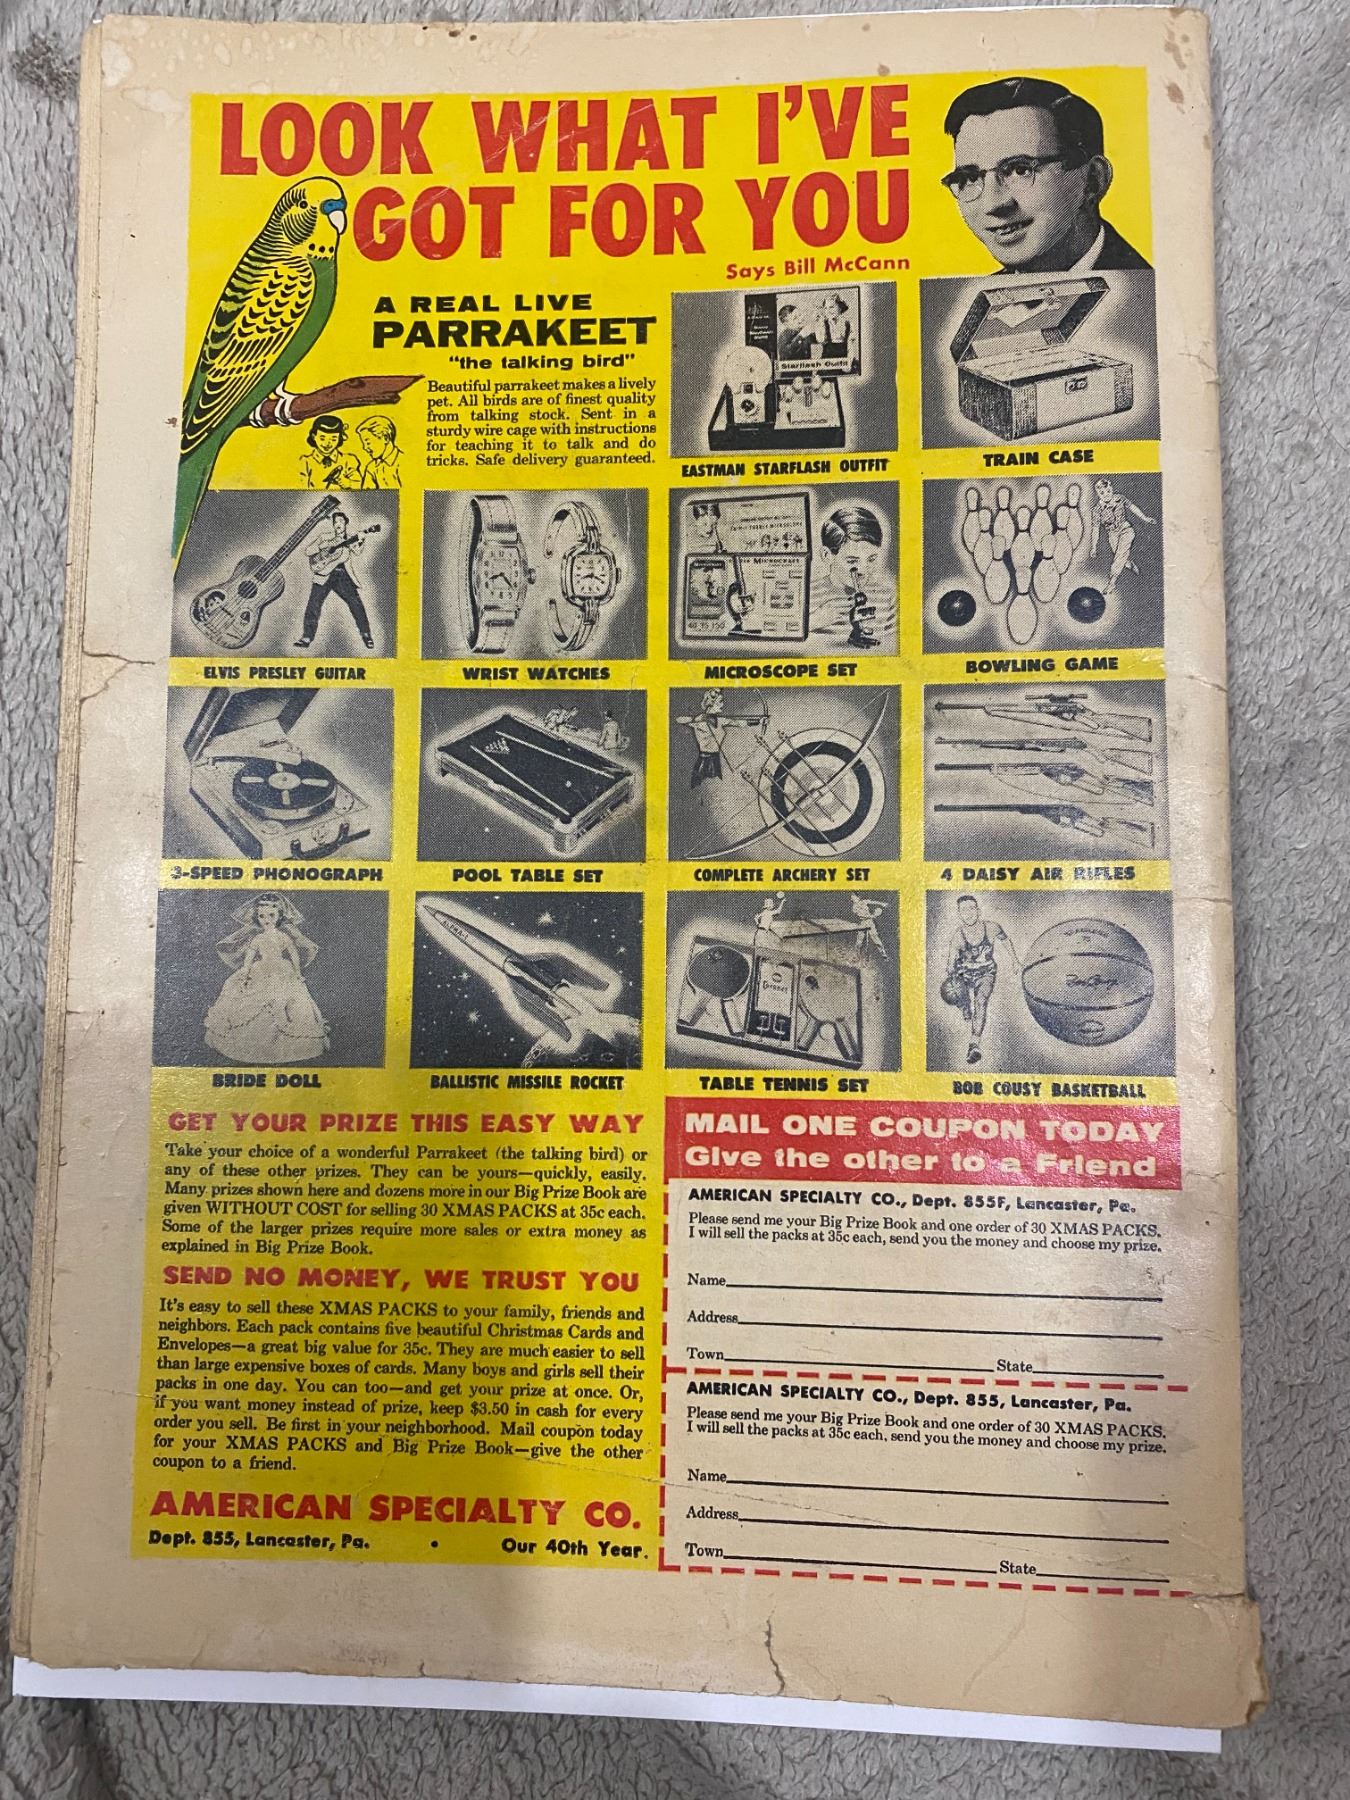 LOOK WHAT I'VE
GOT FOR YOU
Says Bill McCann
A REAL LIVE
PARRAKEET
"the talking bird"
Beautiful parrakeet makes a lively
pet. All birds are of finest quality
from talking stock. Sent in a
sturdy wire cage with instructions
for teaching it to talk and do
tricks. Safe delivery guaranteed.
Starflash Outfit
EASTMAN STARFLASH OUTFIT
TRAIN CASE
ELVIS PRESLEY GUITAR
WRIST WATCHES
MICROCRAFT
MICROSCOPE SET
BOWLING GAME
3-SPEED PHONOGRAPH
POOL TABLE SET
COMPLETE ARCHERY SET
4 DAISY AIR RIFLES
BRIDE DOLL
BALLISTIC MISSILE ROCKET
TABLE TENNIS SET
Bob Cousy
BOB COUSY BASKETBALL
GET YOUR PRIZE THIS EASY WAY
Take your choice of a wonderful Parrakeet (the talking bird) or
any of these other prizes. They can be yours—quickly, easily.
Many prizes shown here and dozens more in our Big Prize Book are
given WITHOUT COST for selling 30 XMAS PACKS at 35c each.
Some of the larger prizes require more sales or extra money as
explained in Big Prize Book.
SEND NO MONEY, WE TRUST YOU
It's easy to sell these XMAS PACKS to your family, friends and
neighbors. Each pack contains five beautiful Christmas Cards and
Envelopes—a great big value for 35c. They are much easier to sell
than large expensive boxes of cards. Many boys and girls sell their
packs in one day. You can too—and get your prize at once. Or,
if you want money instead of prize, keep $3.50 in cash for every
order you sell. Be first in your neighborhood. Mail coupon today
for your XMAS PACKS and Big Prize Book—give the other
coupon to a friend.
AMERICAN SPECIALTY CO.
Dept. 855, Lancaster, Pa. • Our 40th Year.
MAIL ONE COUPON TODAY
Give the other to a Friend
AMERICAN SPECIALTY CO., Dept. 855F, Lancaster, Pa.
Please send me your Big Prize Book and one order of 30 XMAS PACKS.
I will sell the packs at 35c each, send you the money and choose my prize.
Name
Address
Town State
AMERICAN SPECIALTY CO., Dept. 855, Lancaster, Pa.
Please send me your Big Prize Book and one order of 30 XMAS PACKS.
I will sell the packs at 35c each, send you the money and choose my prize.
Name
Address
Town State